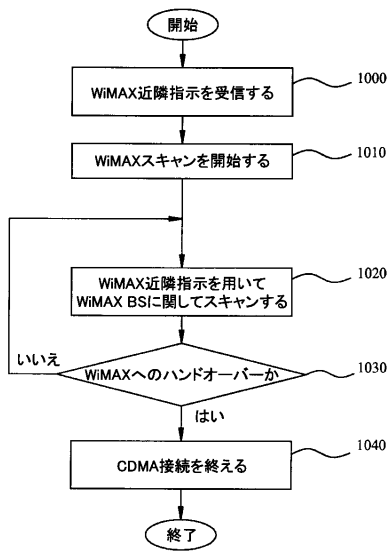 開始
WiMAX近隣指示を受信する
1000
WiMAXスキャンを開始する
1010
WiMAX近隣指示を用いて
WiMAX BSに関してスキャンする
1020
いいえ
WiMAXへのハンドオーバーか
1030
はい
CDMA接続を終える
1040
終了